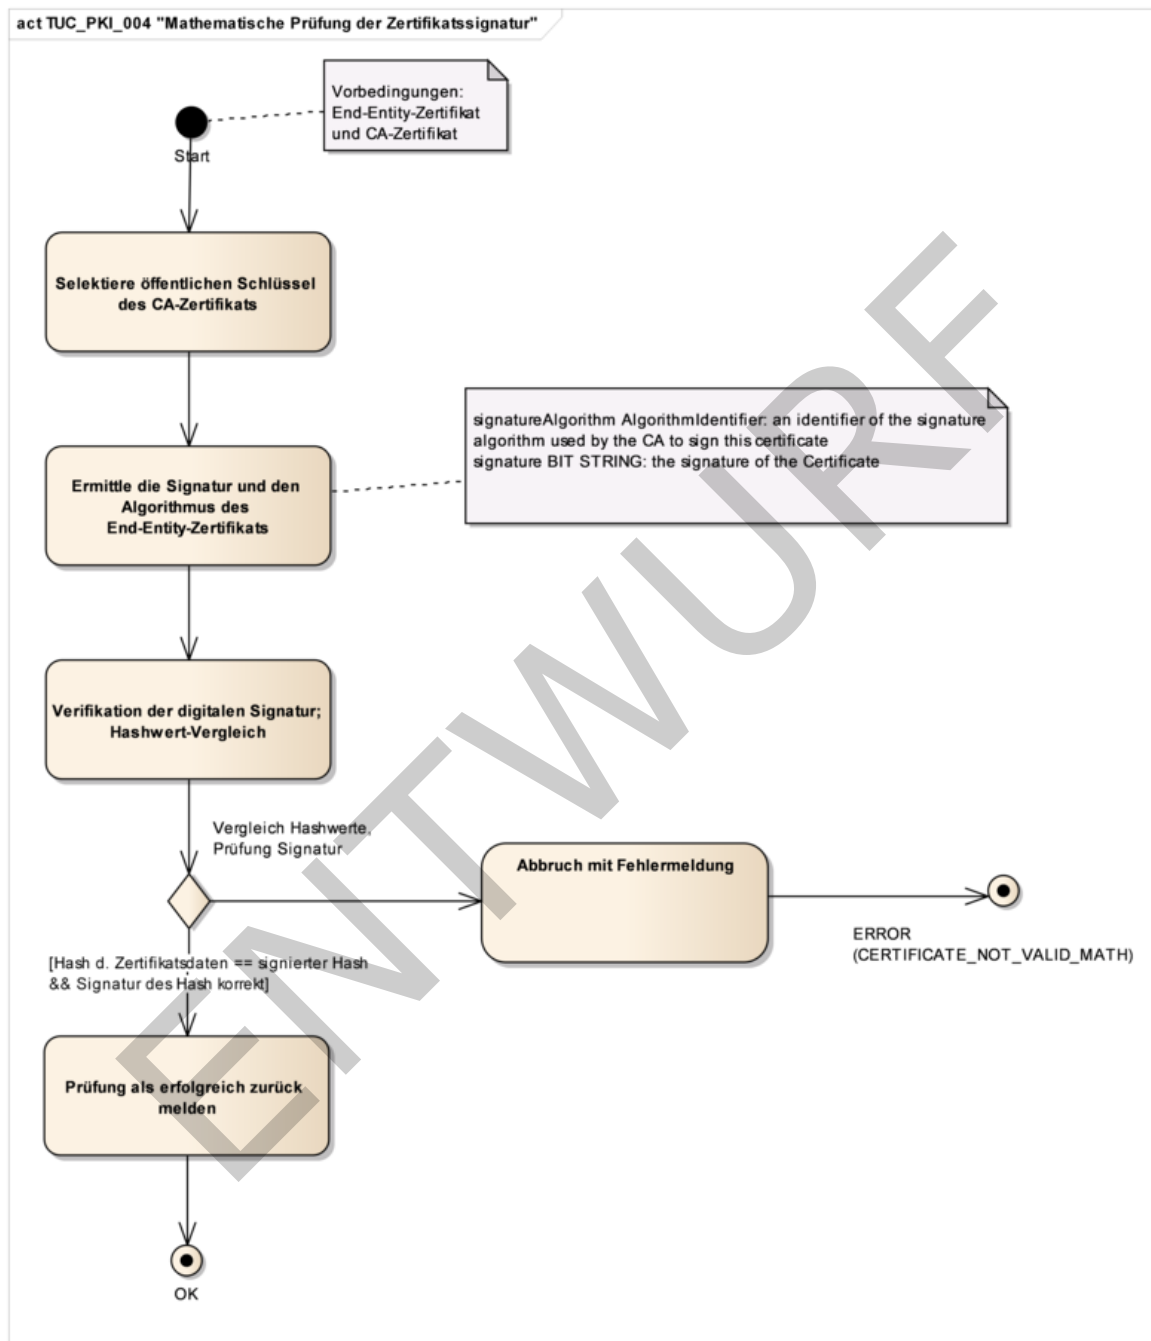 act TUC_PKI_004 "Mathematische Prüfung der Zertifikatssignatur"
Vorbedingungen:
End-Entity-Zertifikat
und CA-Zertifikat
Start
Selektiere öffentlichen Schlüssel
des CA-Zertifikats
signatureAlgorithm AlgorithmIdentifier: an identifier of the signature
algorithm used by the CA to sign this certificate
signature BIT STRING: the signature of the Certificate
Ermittle die Signatur und den
Algorithmus des
End-Entity-Zertifikats
Verifikation der digitalen Signatur;
Hashwert-Vergleich
Vergleich Hashwerte,
Prüfung Signatur
Abbruch mit Fehlermeldung
ERROR
(CERTIFICATE_NOT_VALID_MATH)
[Hash d. Zertifikatsdaten == signierter Hash
&& Signatur des Hash korrekt]
Prüfung als erfolgreich zurück
melden
OK
ENTWURF